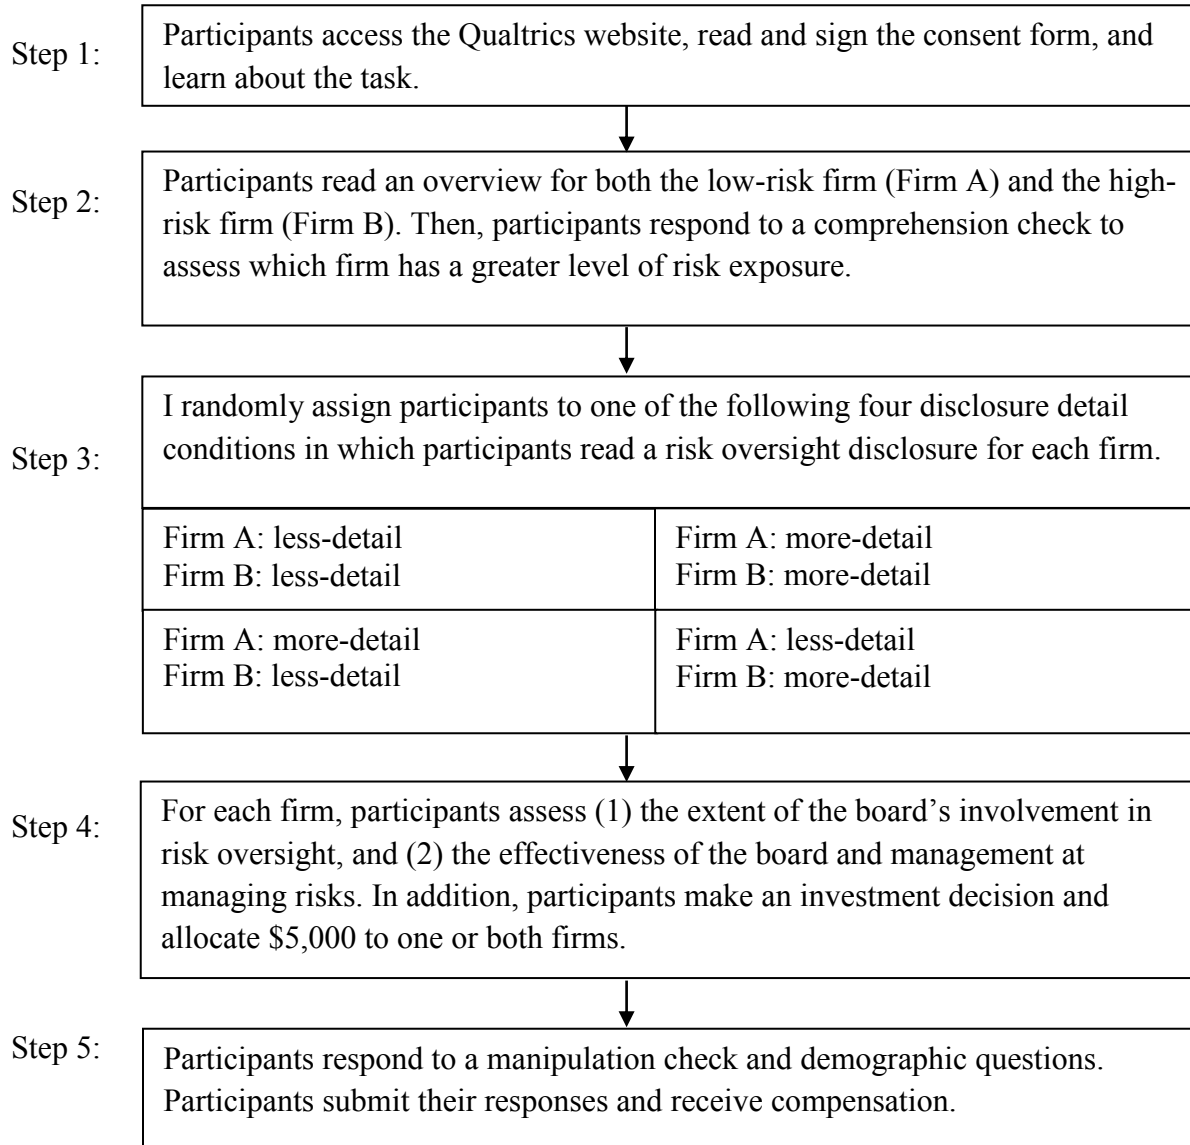 Step 1:
Participants access the Qualtrics website, read and sign the consent form, and
learn about the task.
Step 2:
Participants read an overview for both the low-risk firm (Firm A) and the high-
risk firm (Firm B). Then, participants respond to a comprehension check to
assess which firm has a greater level of risk exposure.
Step 3:
I randomly assign participants to one of the following four disclosure detail
conditions in which participants read a risk oversight disclosure for each firm.
Firm A: less-detail
Firm B: less-detail
Firm A: more-detail
Firm B: more-detail
Firm A: more-detail
Firm B: less-detail
Firm A: less-detail
Firm B: more-detail
Step 4:
For each firm, participants assess (1) the extent of the board’s involvement in
risk oversight, and (2) the effectiveness of the board and management at
managing risks. In addition, participants make an investment decision and
allocate $5,000 to one or both firms.
Step 5:
Participants respond to a manipulation check and demographic questions.
Participants submit their responses and receive compensation.